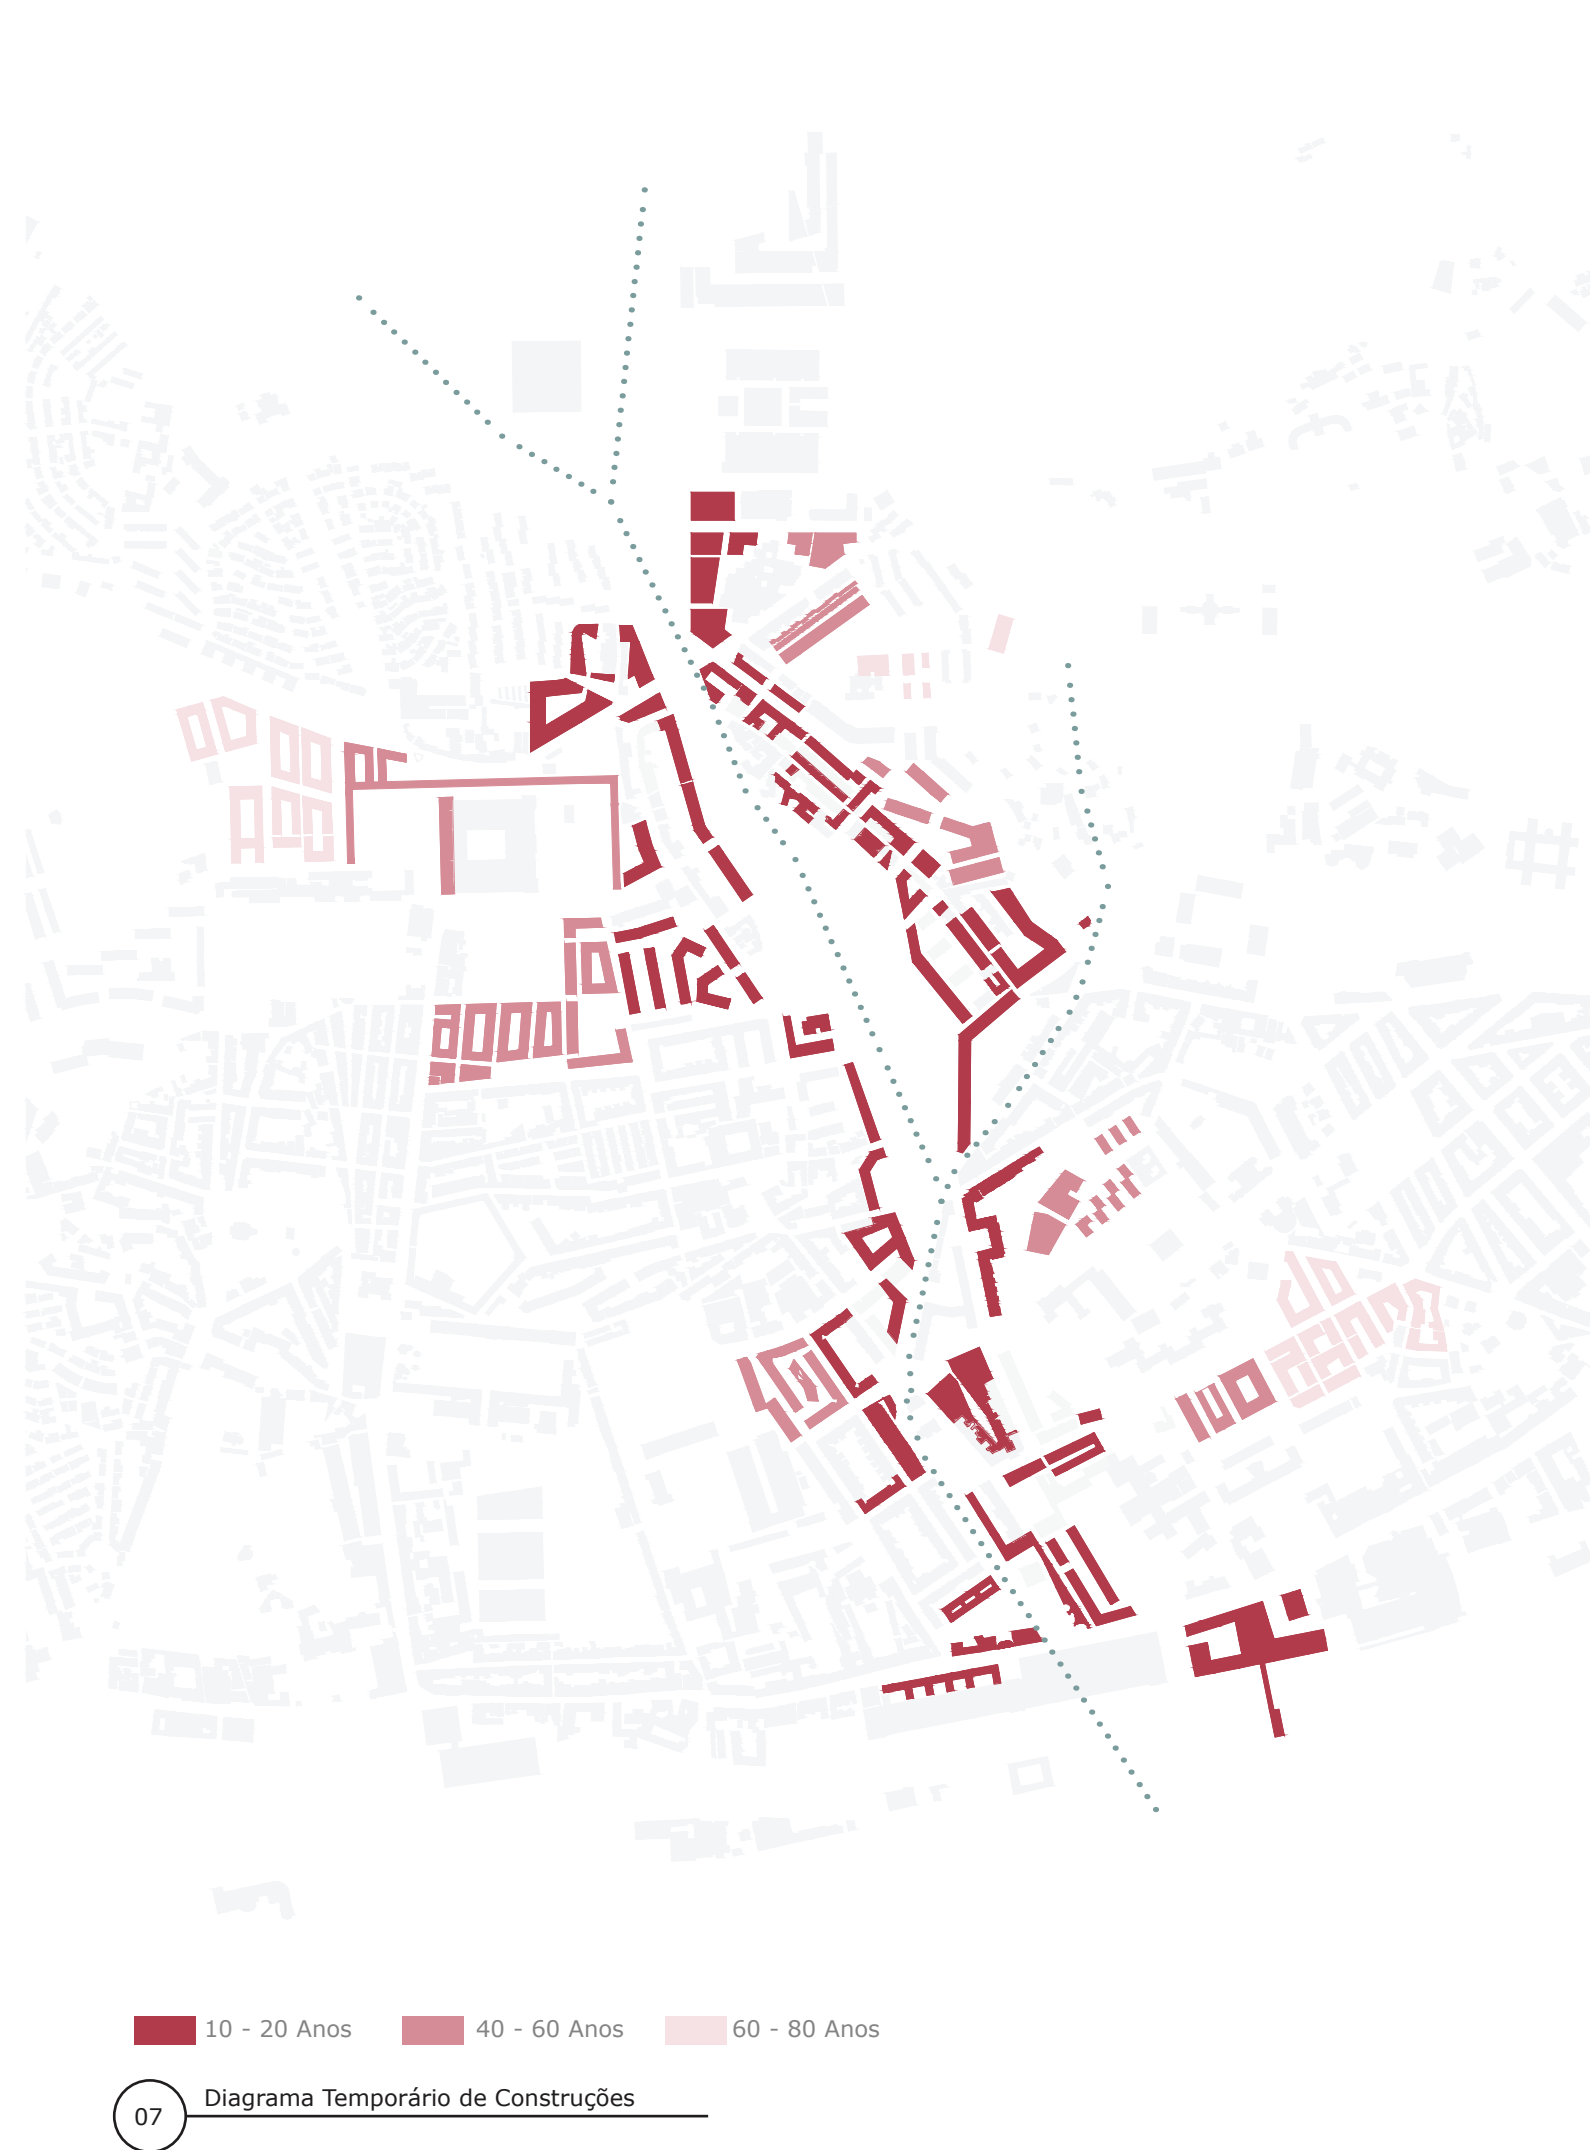 10 - 20 Anos
40 - 60 Anos
60 - 80 Anos
Diagrama Temporário de Construções
07